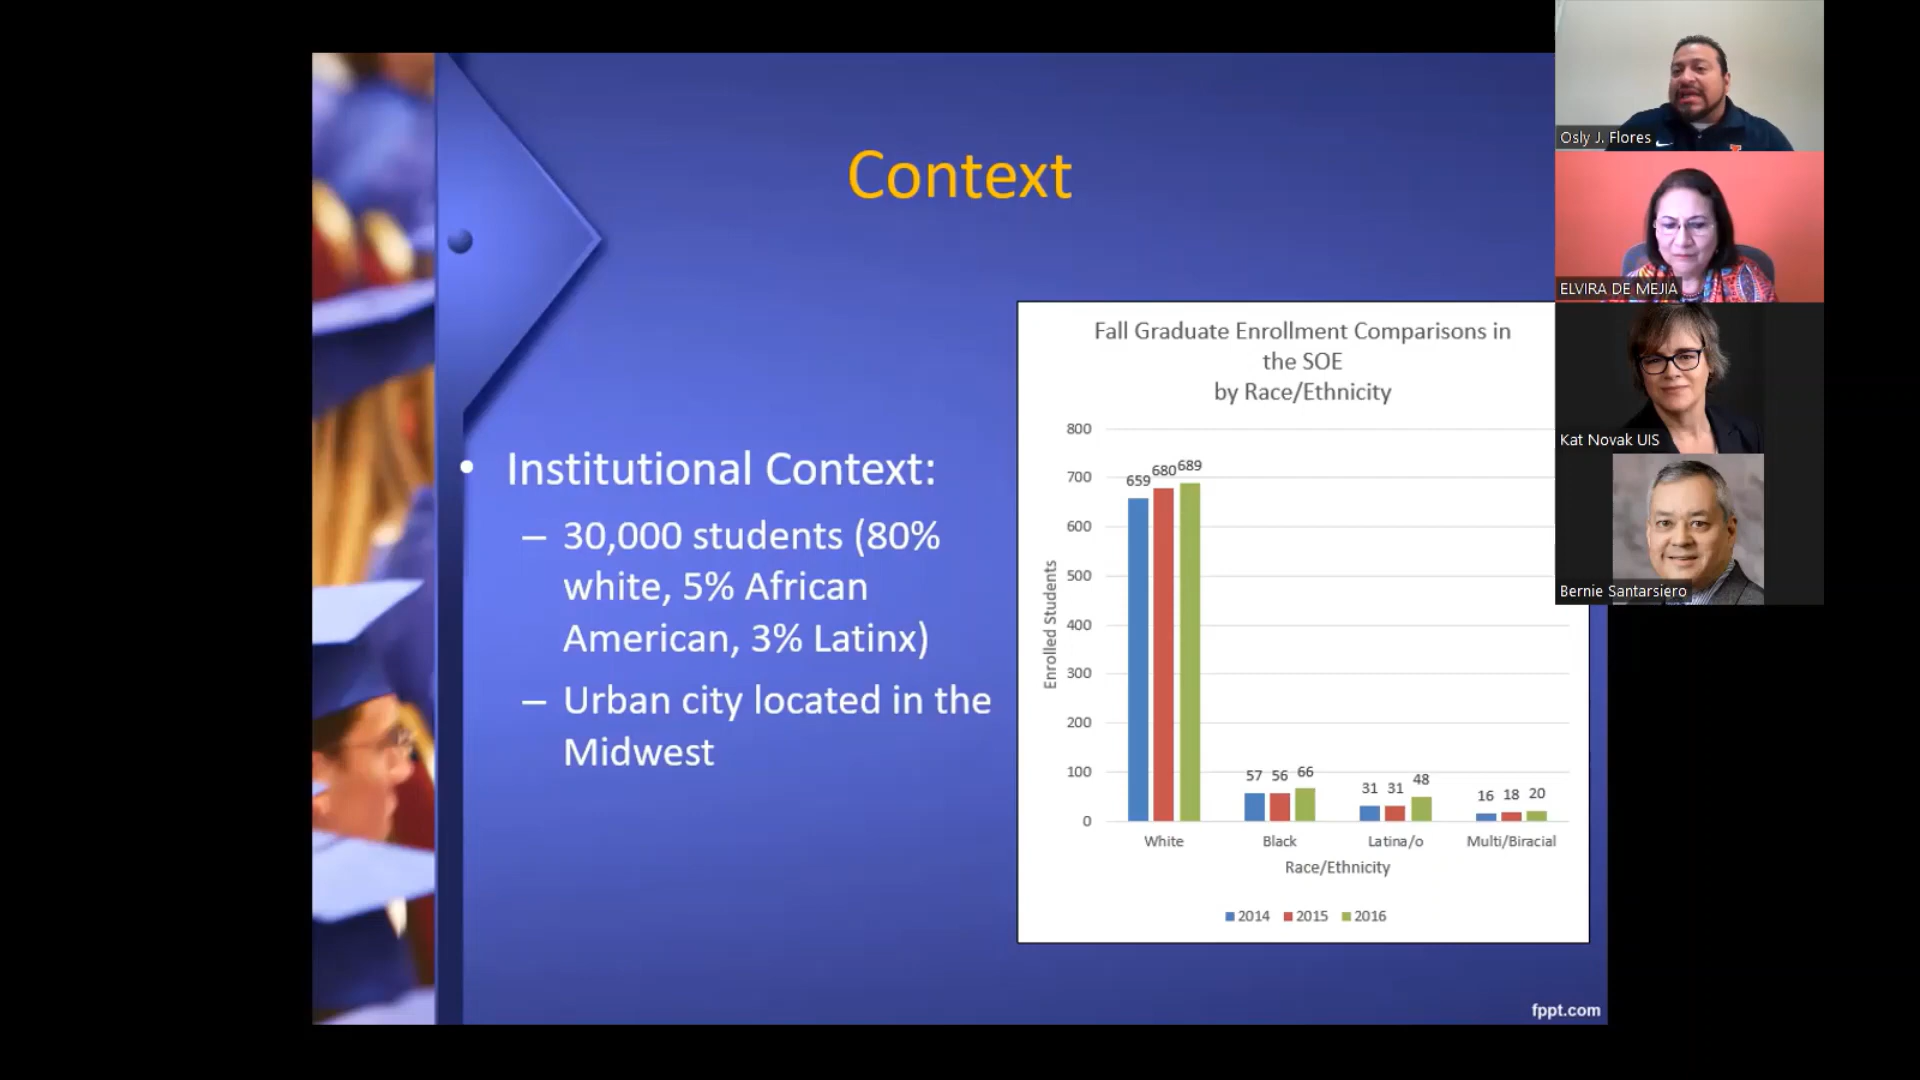 Context
• Institutional Context:
– 30,000 students (80%
white, 5% African
American, 3% Latinx)
– Urban city located in the
Midwest
Fall Graduate Enrollment Comparisons in
the SOE
by Race/Ethnicity
Enrolled Students
800
700
600
500
400
300
200
100
0
659 680 689
57 56 66
31 31 48
16 18 20
White Black Latina/o Multi/Biracial
Race/Ethnicity
2014 2015 2016
fppt.com
Osly J. Flores
ELVIRA DE MEJIA
Kat Novak UIS
Bernie Santarsiero